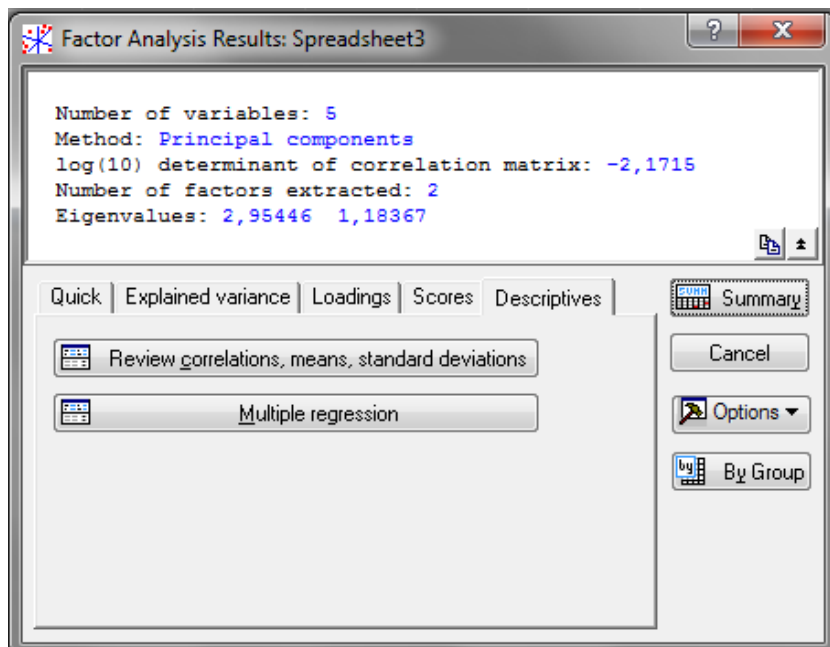 Factor Analysis Results: Spreadsheet3
Number of variables: 5
Method: Principal components
log(10) determinant of correlation matrix: -2,1715
Number of factors extracted: 2
Eigenvalues: 2,95446 1,18367
Quick Explained variance Loadings Scores Descriptives
Summary
Review correlations, means, standard deviations
Cancel
Multiple regression
Options
By Group